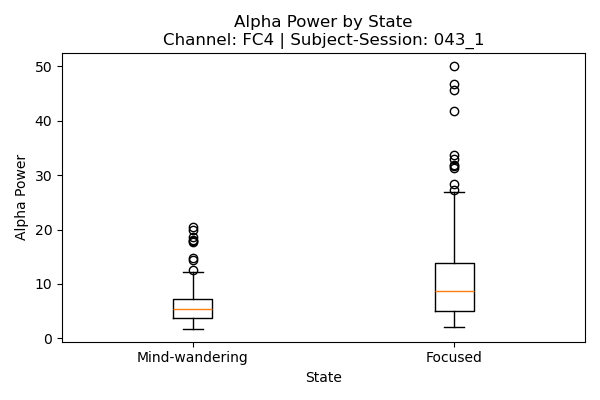 Alpha Power by State
Channel: FC4 | Subject-Session: 043_1
50
40
30
20
10
0
Alpha Power
Mind-wandering
Focused
State